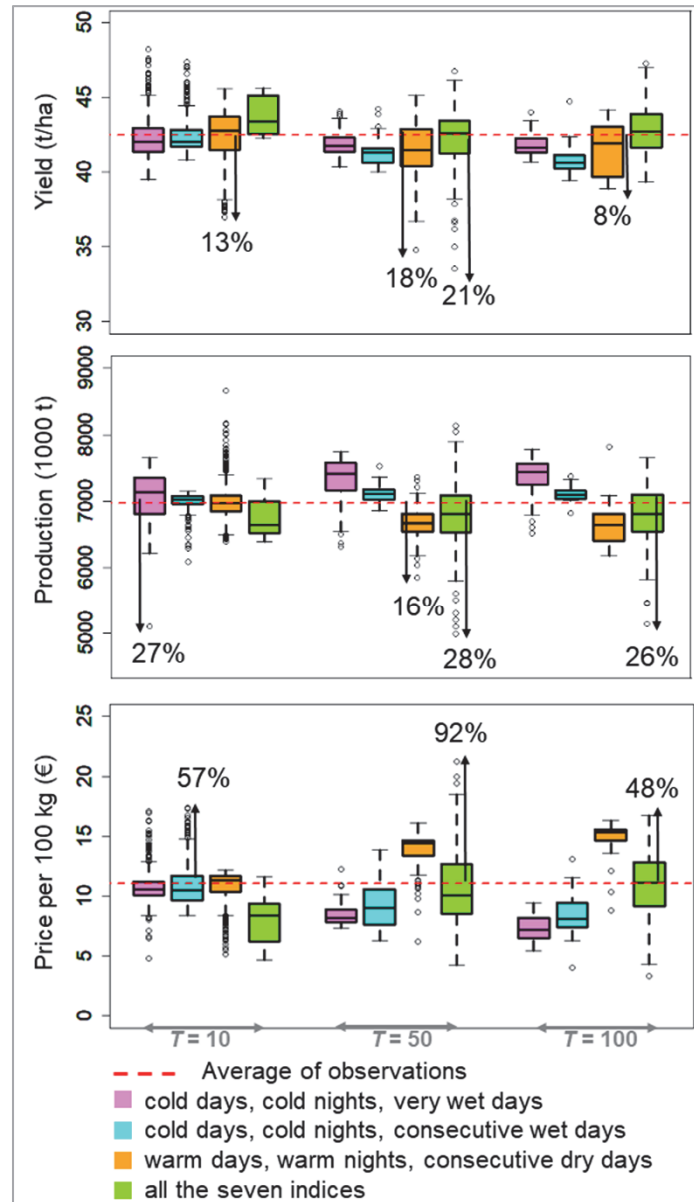 Yield (t/ha)
50
45
40
35
30
13%
18%
21%
8%
Production (1000 t)
9000
8000
7000
6000
5000
27%
16%
28%
26%
Price per 100 kg (€)
25
20
15
10
5
0
57%
92%
48%
T = 10
T = 50
T = 100
Average of observations
cold days, cold nights, very wet days
cold days, cold nights, consecutive wet days
warm days, warm nights, consecutive dry days
all the seven indices